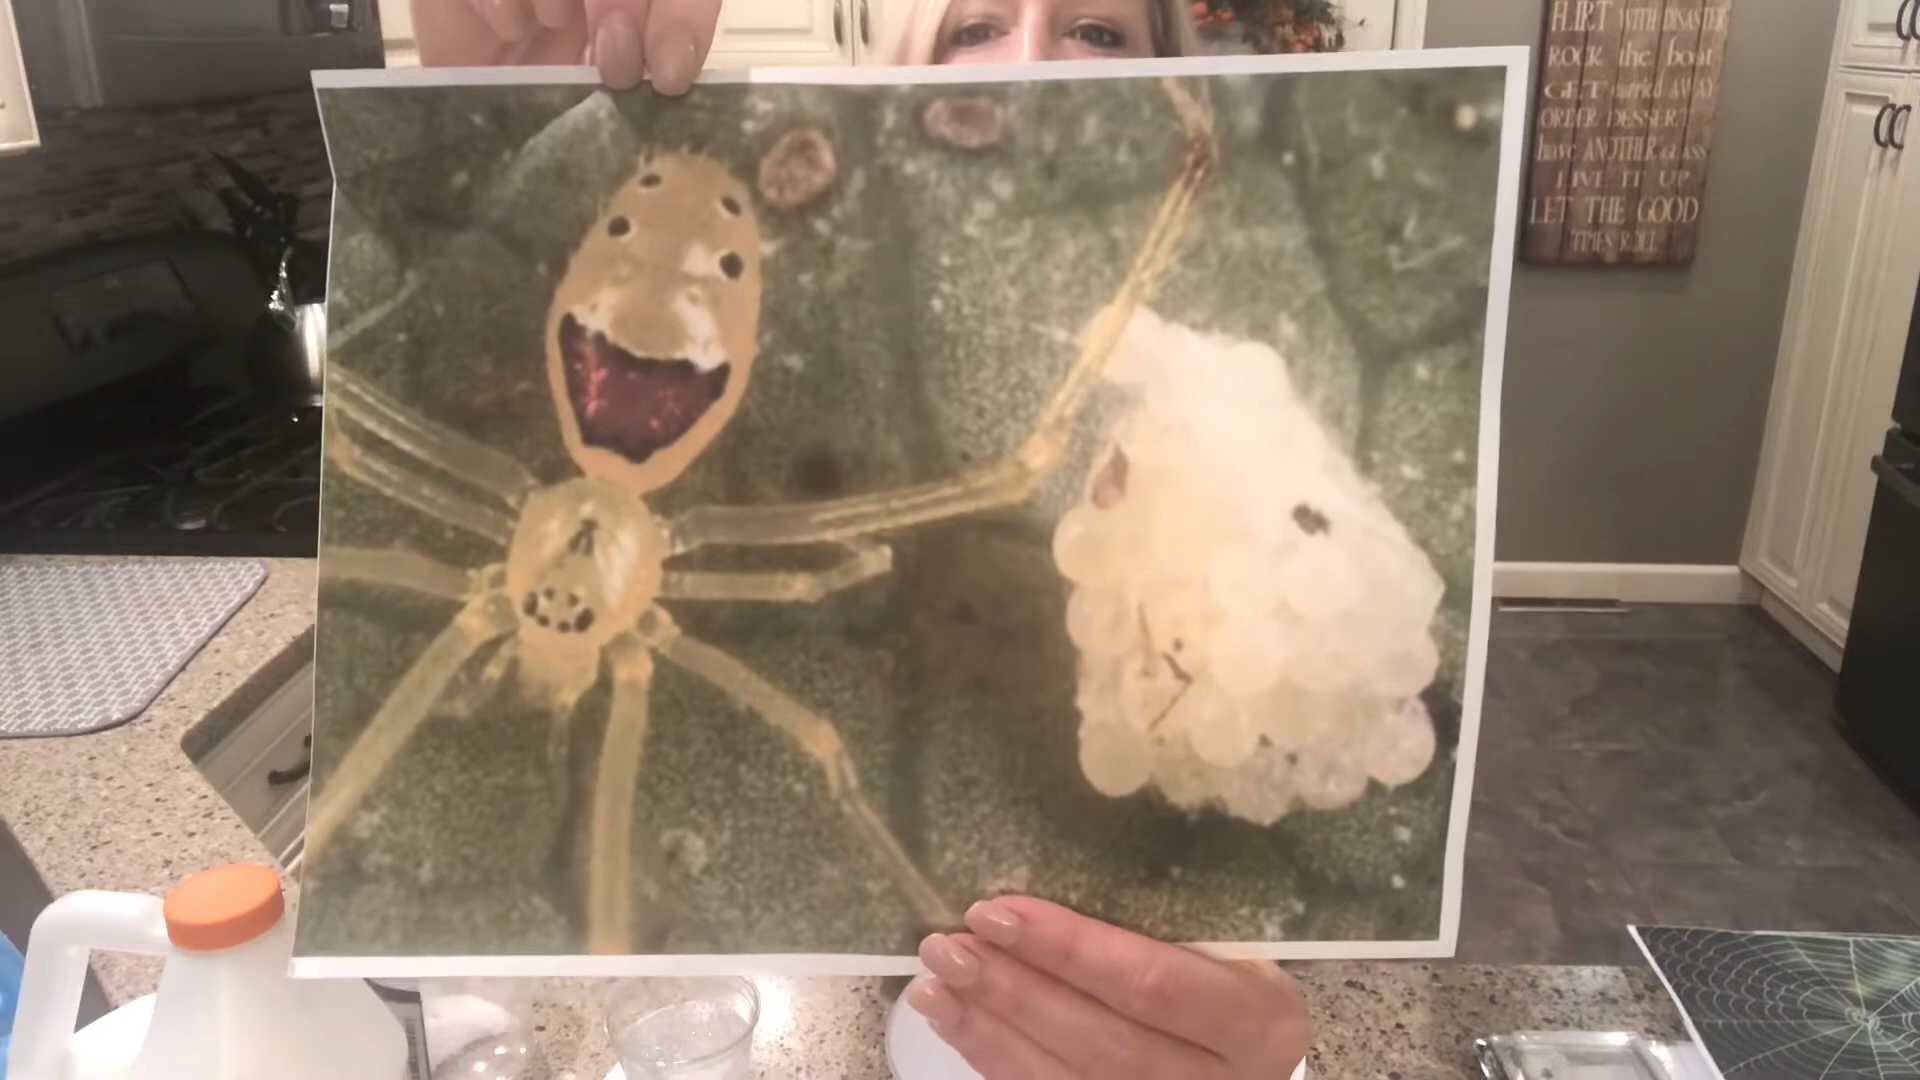 FLIRT WITH DISASTER
ROCK the boat
GET carried AWAY
ORDER DESSERT
have ANOTHER glass
LIVE IT UP
LET THE GOOD
TIMES ROLL